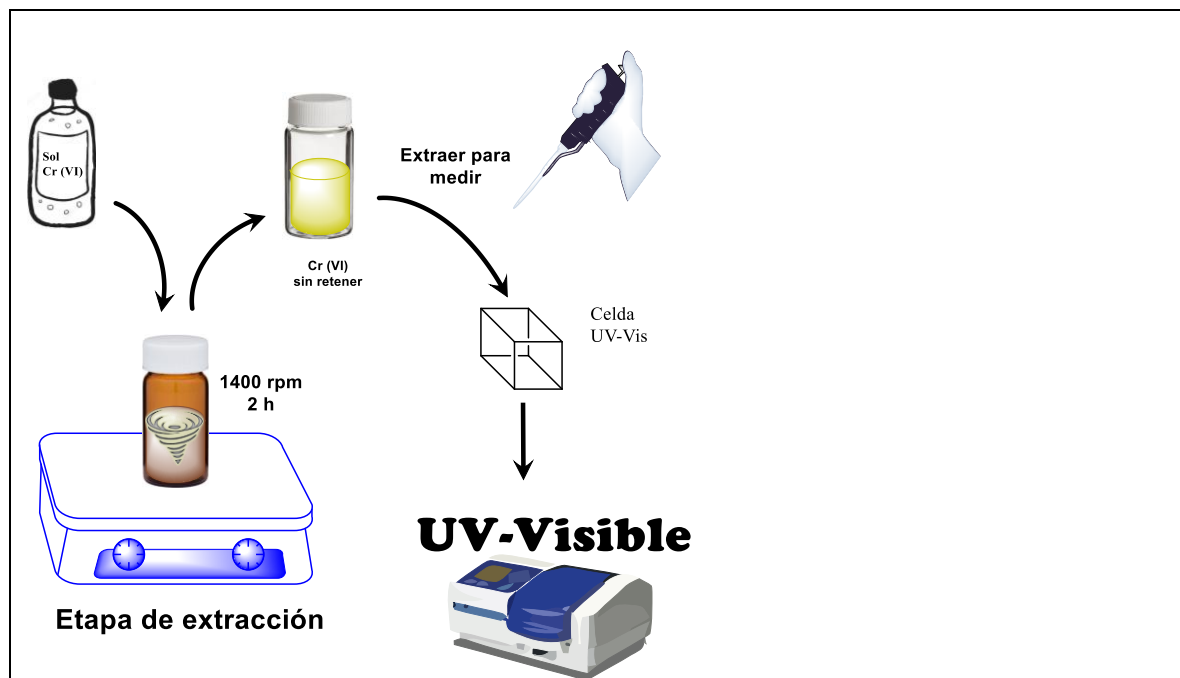 Sol
Cr (VI)
Extraer para
medir
Cr (VI)
sin retener
Celda
UV-Vis
1400 rpm
2 h
UV-Visible
Etapa de extracción